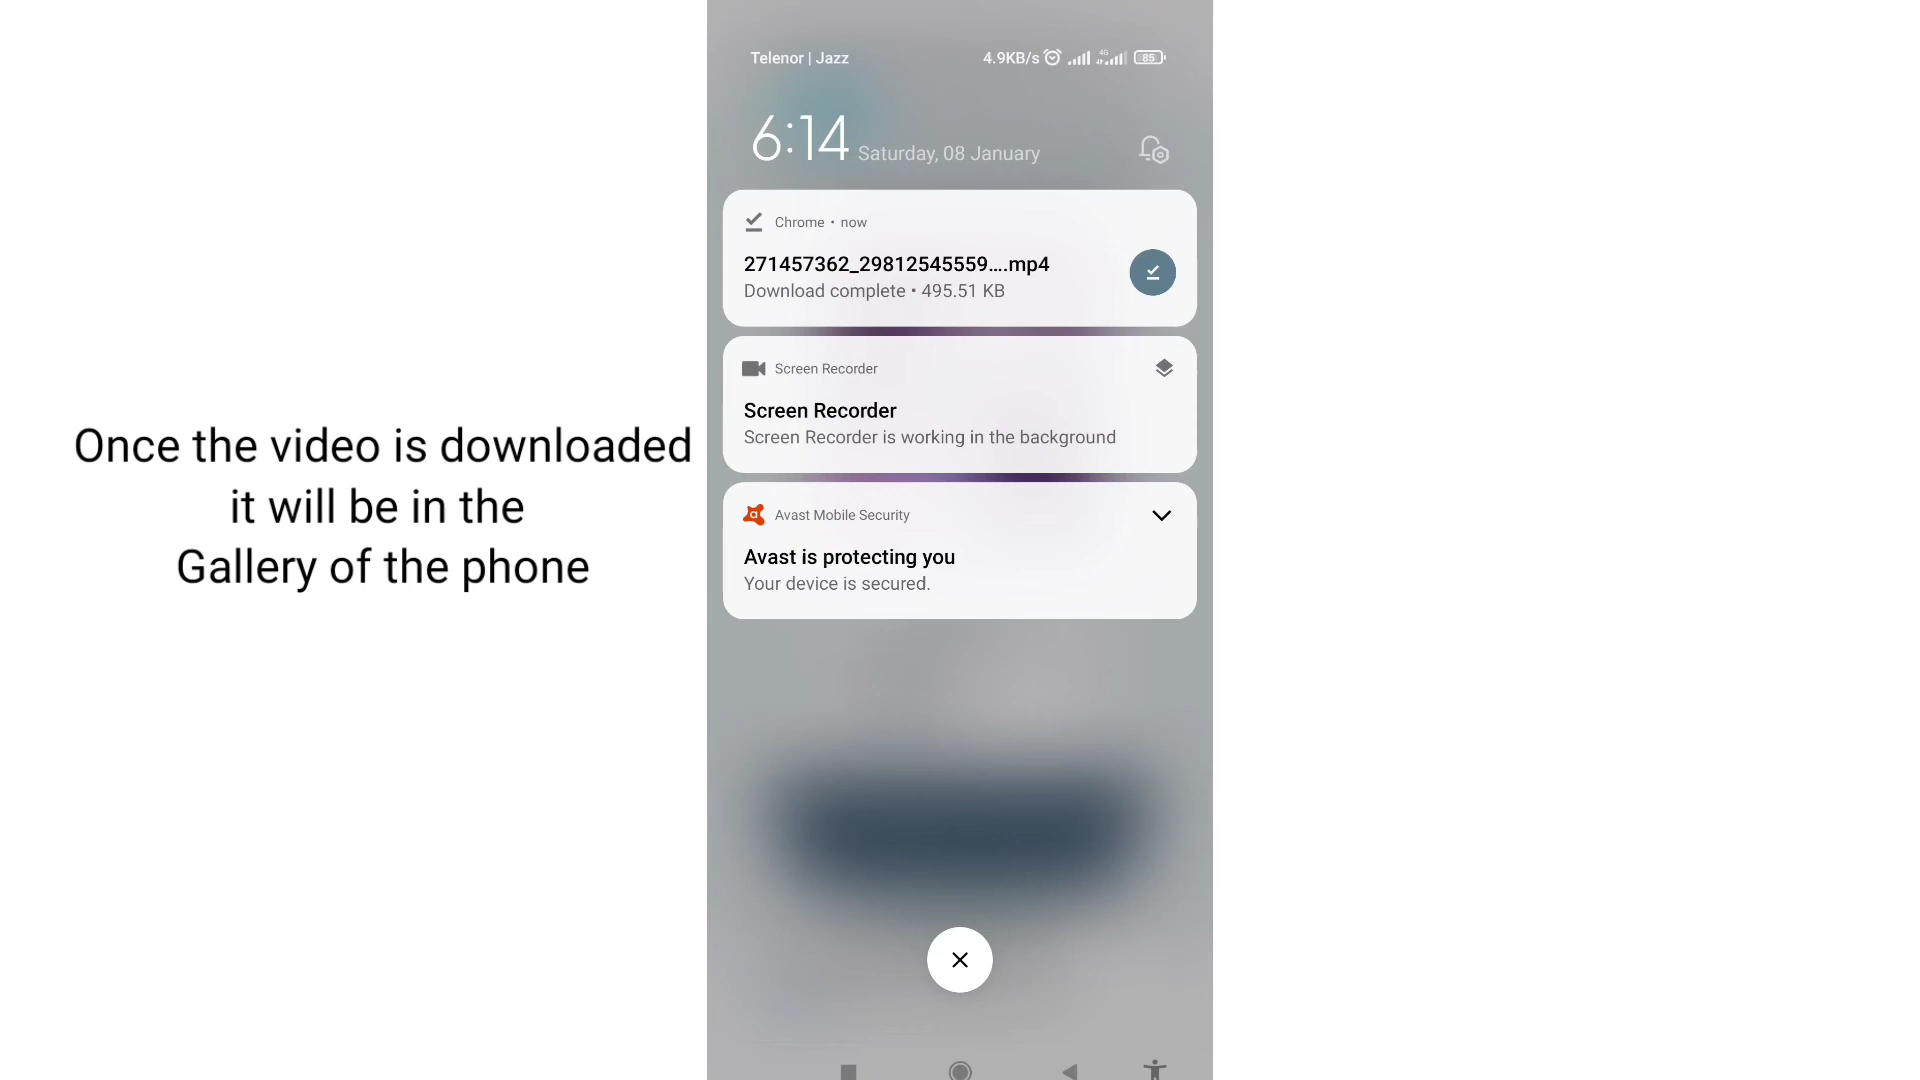 Telenor | Jazz
4.9KB/s 4G 85
6:14 Saturday, 08 January
Chrome • now
271457362_29812545559....mp4
Download complete • 495.51 KB
Screen Recorder
Screen Recorder
Screen Recorder is working in the background
Avast Mobile Security
Avast is protecting you
Your device is secured.
Once the video is downloaded
it will be in the
Gallery of the phone